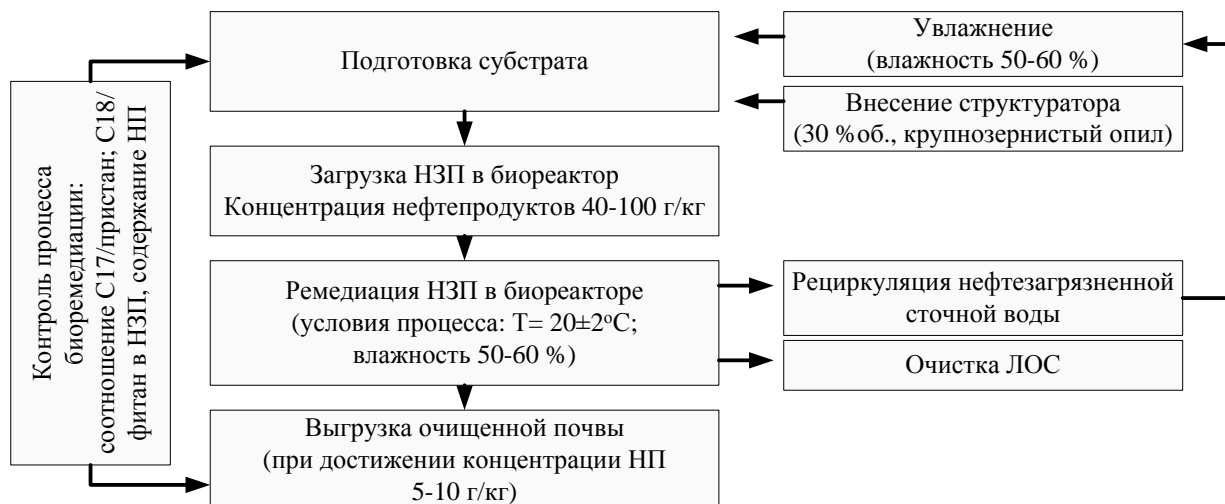 Контроль процесса
биоремедиации:
соотношение С17/пристан; С18/
фитан в НЗП, содержание НП
Подготовка субстрата
Увлажнение
(влажность 50-60 %)
Внесение структуратора
(30 %об., крупнозернистый опил)
Загрузка НЗП в биореактор
Концентрация нефтепродуктов 40-100 г/кг
Ремедиация НЗП в биореакторе
(условия процесса: Т= 20±2°С;
влажность 50-60 %)
Рециркуляция нефтезагрязненной
сточной воды
Очистка ЛОС
Выгрузка очищенной почвы
(при достижении концентрации НП
5-10 г/кг)